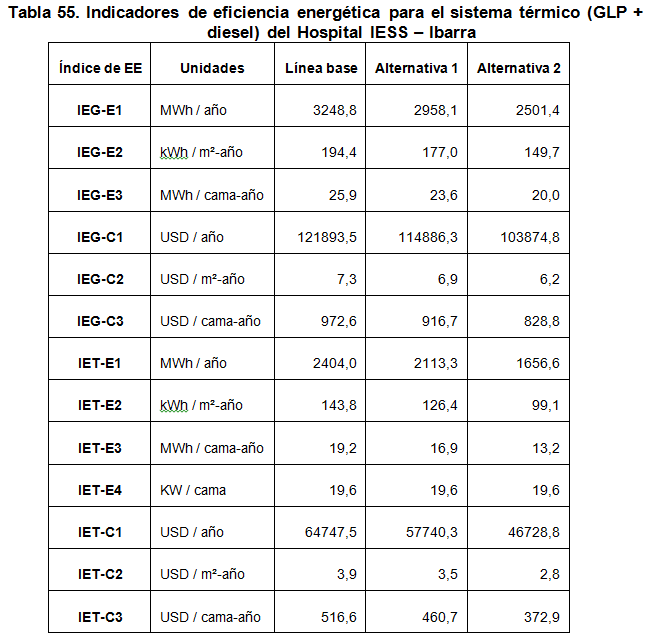 Tabla 55. Indicadores de eficiencia energética para el sistema térmico (GLP +
diesel) del Hospital IESS – Ibarra
Índice de EE Unidades Línea base Alternativa 1 Alternativa 2
IEG-E1 MWh / año 3248,8 2958,1 2501,4
IEG-E2 kWh / m²-año 194,4 177,0 149,7
IEG-E3 MWh / cama-año 25,9 23,6 20,0
IEG-C1 USD / año 121893,5 114886,3 103874,8
IEG-C2 USD / m²-año 7,3 6,9 6,2
IEG-C3 USD / cama-año 972,6 916,7 828,8
IET-E1 MWh / año 2404,0 2113,3 1656,6
IET-E2 kWh / m²-año 143,8 126,4 99,1
IET-E3 MWh / cama-año 19,2 16,9 13,2
IET-E4 KW / cama 19,6 19,6 19,6
IET-C1 USD / año 64747,5 57740,3 46728,8
IET-C2 USD / m²-año 3,9 3,5 2,8
IET-C3 USD / cama-año 516,6 460,7 372,9